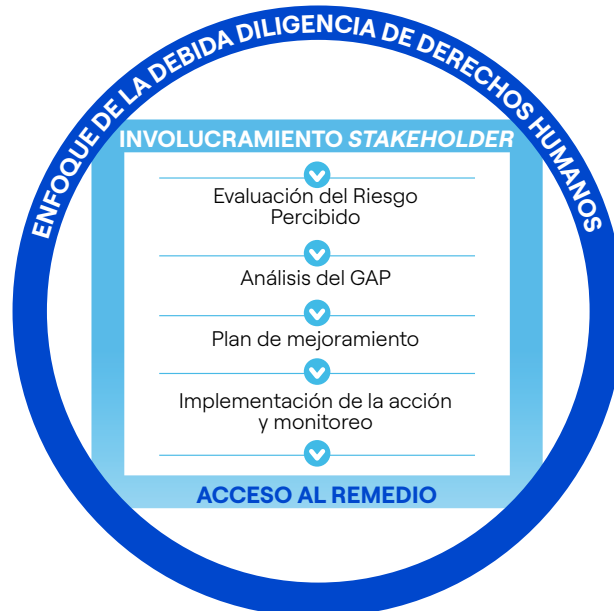 ENFOQUE DE LA DEBIDA DILIGENCIA DE DERECHOS HUMANOS
INVOLUCRAMIENTO STAKEHOLDER
Evaluación del Riesgo
Percibido
Análisis del GAP
Plan de mejoramiento
Implementación de la acción
y monitoreo
ACCESO AL REMEDIO